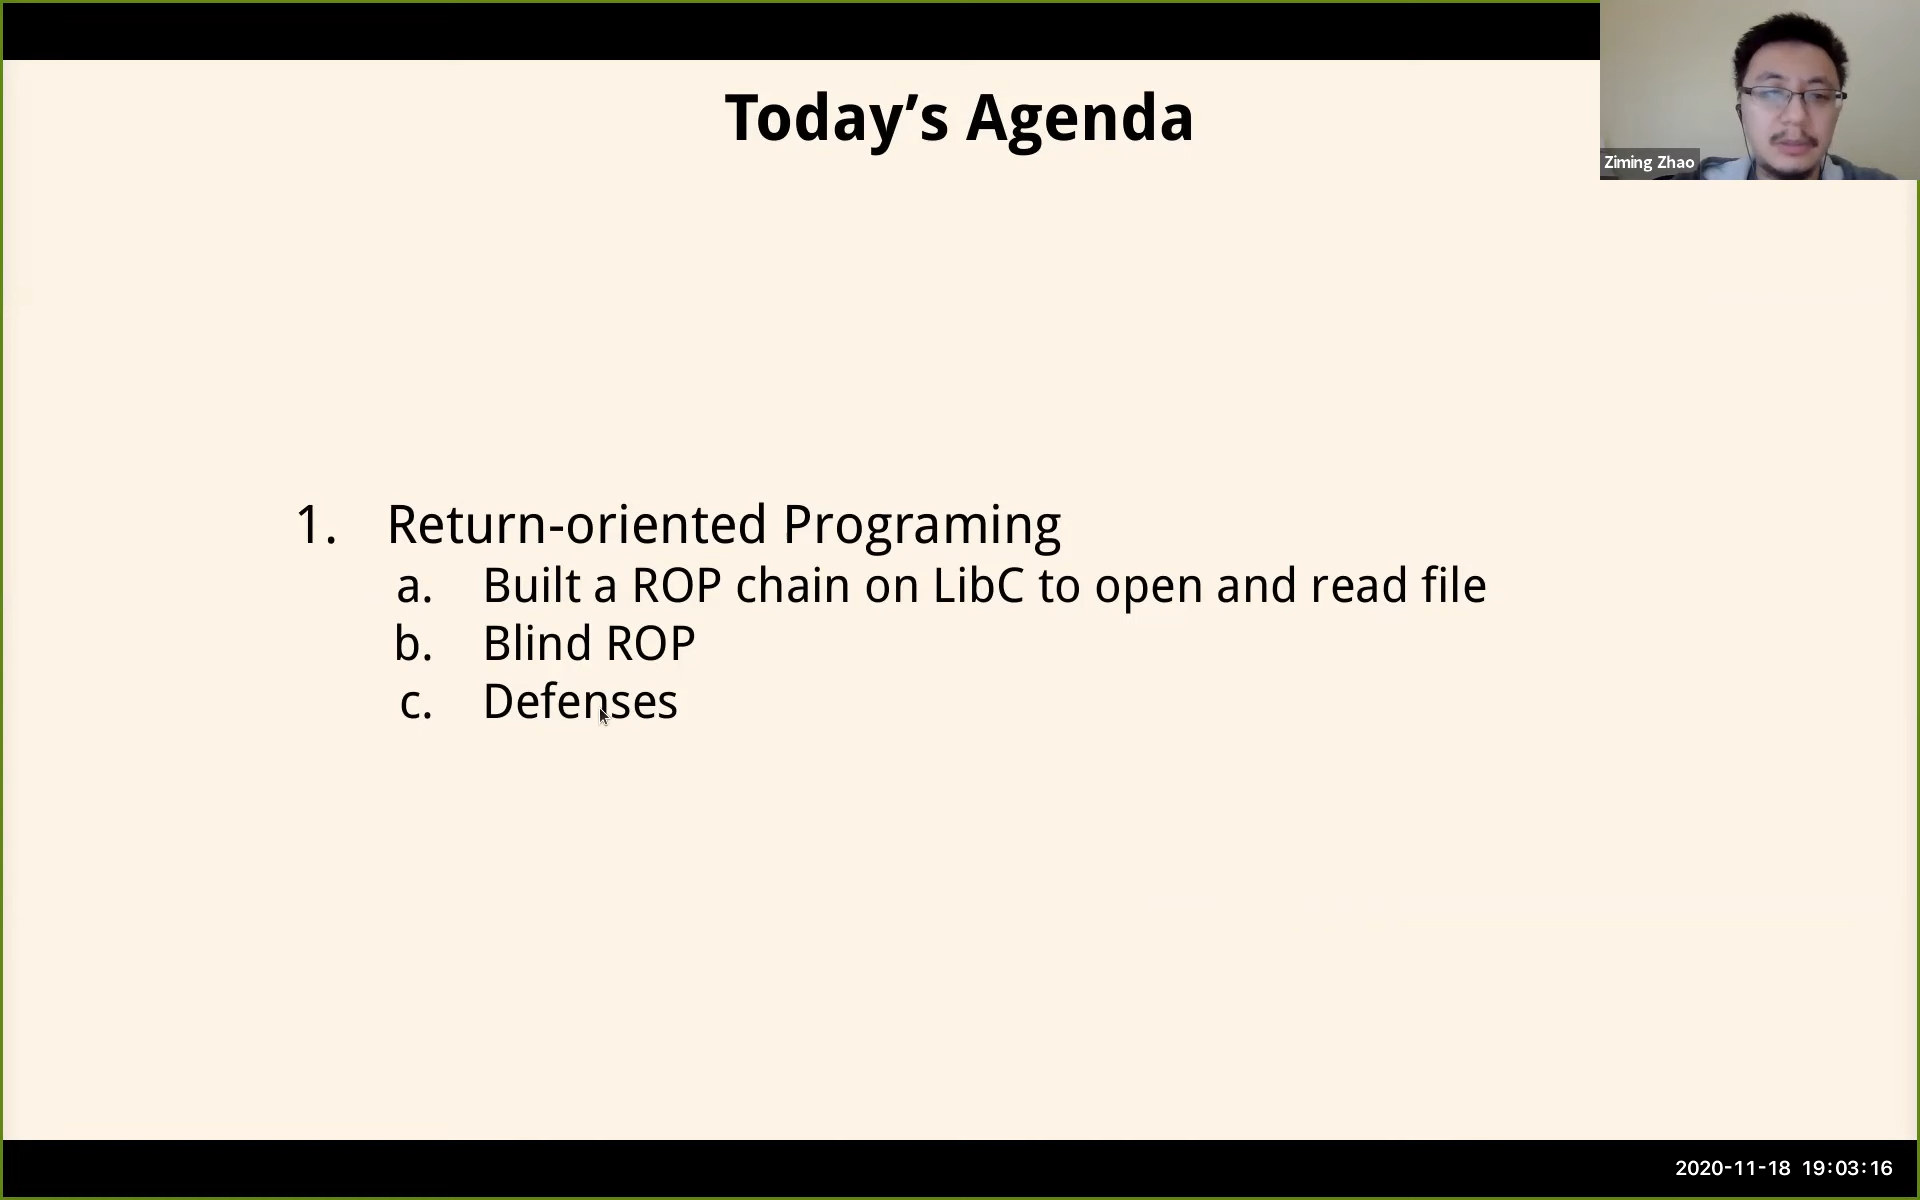 Today’s Agenda
Ziming Zhao
1. Return-oriented Programing
a. Built a ROP chain on LibC to open and read file
b. Blind ROP
c. Defenses
2020-11-18 19:03:16